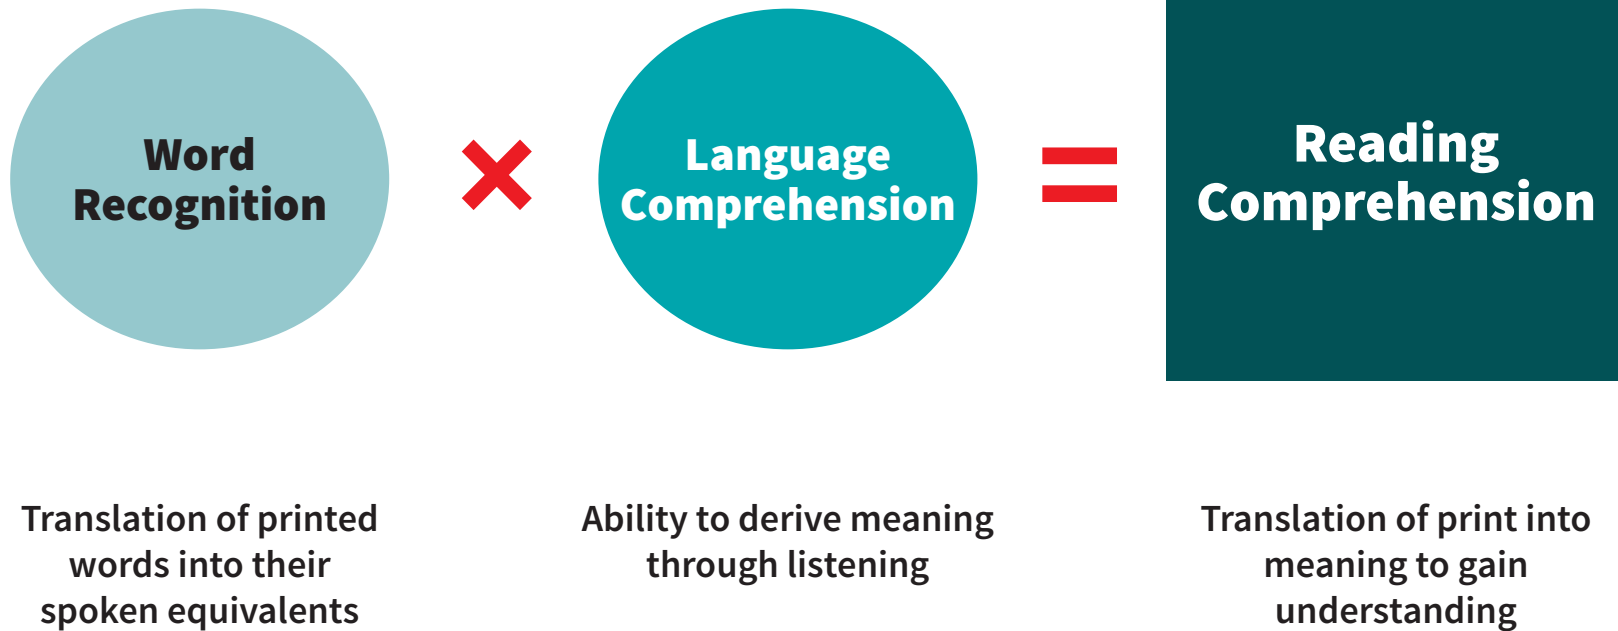 Word
Recognition
×
Language
Comprehension
=
Reading
Comprehension
Translation of printed
words into their
spoken equivalents
Ability to derive meaning
through listening
Translation of print into
meaning to gain
understanding